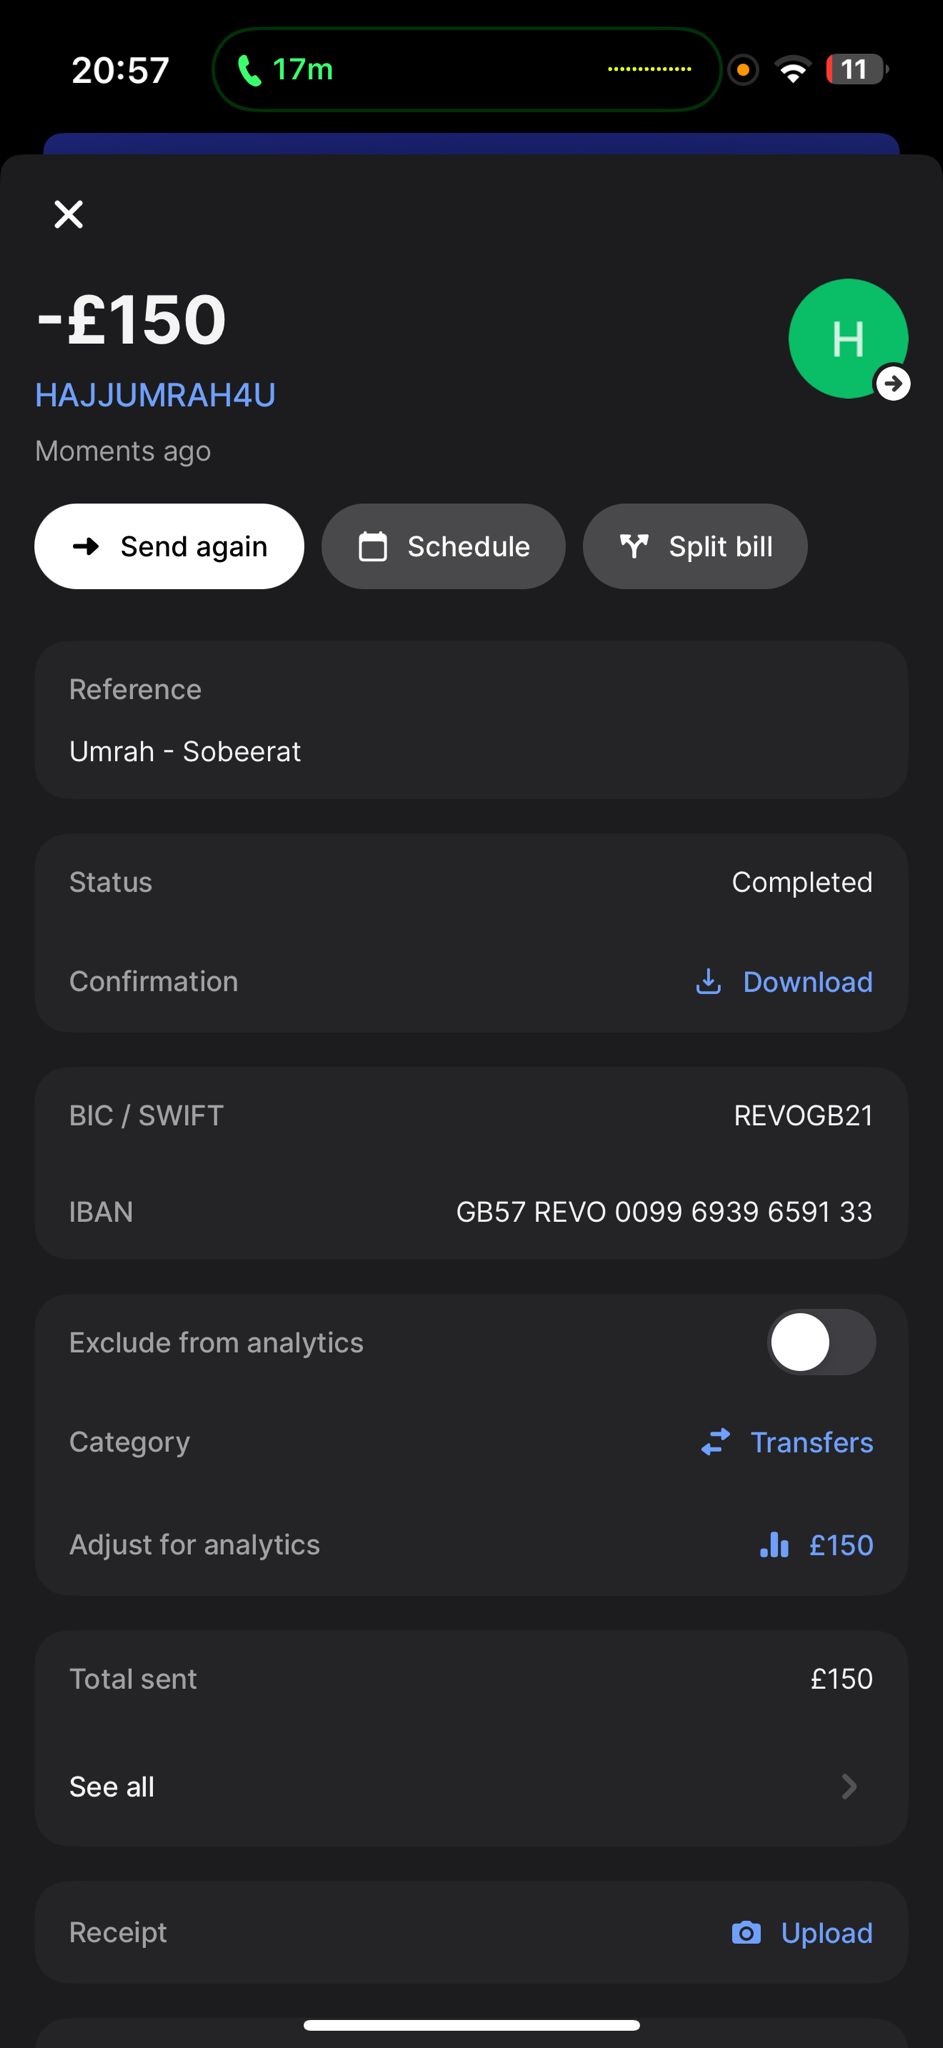 20:57
17m
11
-£150
H
HAJJUMRAH4U
Moments ago
Send again
Schedule
Split bill
Reference
Umrah - Sobeerat
Status
Completed
Confirmation
Download
BIC / SWIFT
REVOGB21
IBAN
GB57 REVO 0099 6939 6591 33
Exclude from analytics
Category
Transfers
Adjust for analytics
£150
Total sent
£150
See all
Receipt
Upload